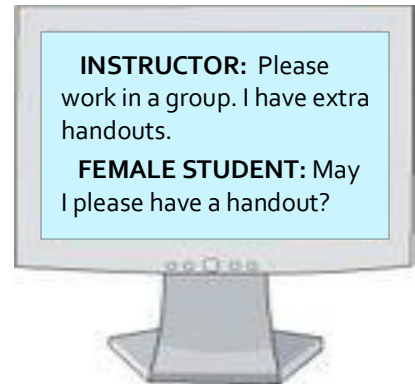 INSTRUCTOR: Please
work in a group. I have extra
handouts.
FEMALE STUDENT: May
I please have a handout?